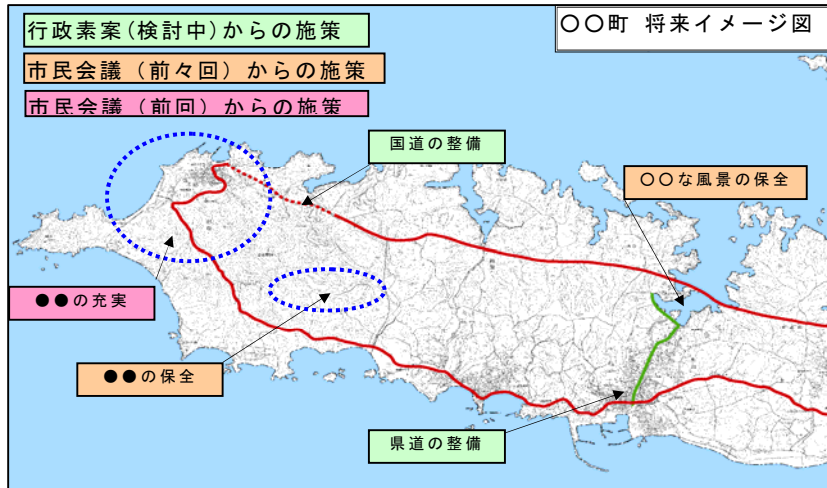 行政素案(検討中)からの施策
〇〇町 将来イメージ図
市民会議（前々回）からの施策
市民会議（前回）からの施策
国道の整備
〇〇な風景の保全
●●の充実
●●の保全
県道の整備